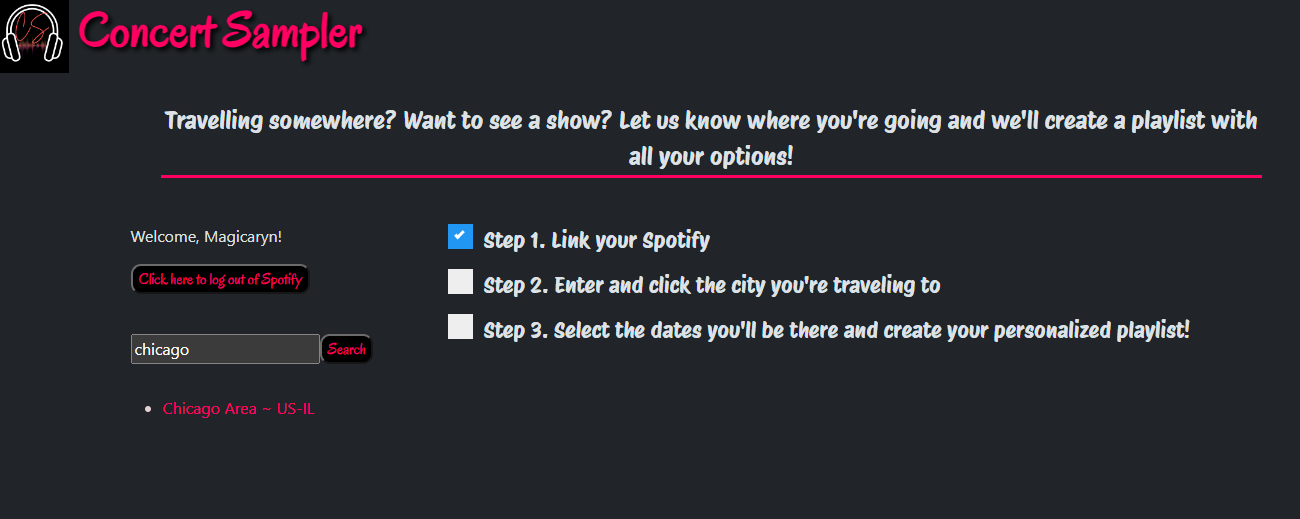 CS
Concert Sampler
Travelling somewhere? Want to see a show? Let us know where you're going and we'll create a playlist with
all your options!
Welcome, Magicaryn!
Click here to log out of Spotify
chicago
Search
Chicago Area ~ US-IL
Step 1. Link your Spotify
Step 2. Enter and click the city you're traveling to
Step 3. Select the dates you'll be there and create your personalized playlist!